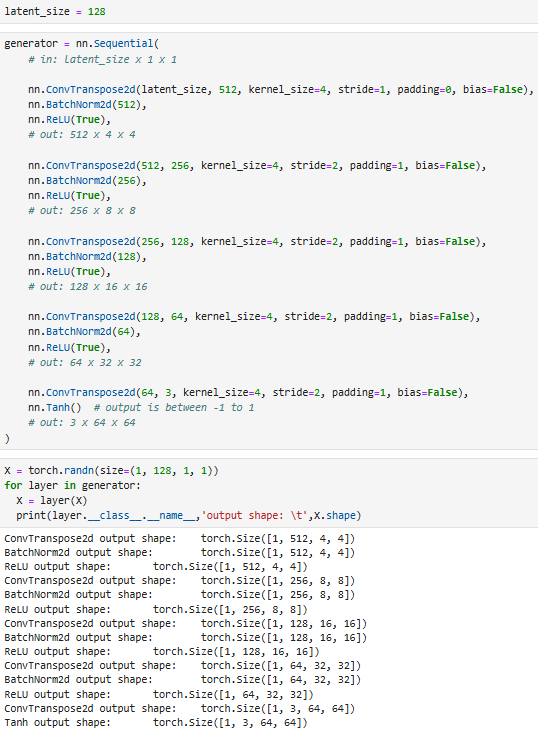 latent_size = 128
generator = nn.Sequential(
# in: latent_size x 1 x 1
nn.ConvTranspose2d(latent_size, 512, kernel_size=4, stride=1, padding=0, bias=False),
nn.BatchNorm2d(512),
nn.ReLU(True),
# out: 512 x 4 x 4
nn.ConvTranspose2d(512, 256, kernel_size=4, stride=2, padding=1, bias=False),
nn.BatchNorm2d(256),
nn.ReLU(True),
# out: 256 x 8 x 8
nn.ConvTranspose2d(256, 128, kernel_size=4, stride=2, padding=1, bias=False),
nn.BatchNorm2d(128),
nn.ReLU(True),
# out: 128 x 16 x 16
nn.ConvTranspose2d(128, 64, kernel_size=4, stride=2, padding=1, bias=False),
nn.BatchNorm2d(64),
nn.ReLU(True),
# out: 64 x 32 x 32
nn.ConvTranspose2d(64, 3, kernel_size=4, stride=2, padding=1, bias=False),
nn.Tanh()  # output is between -1 to 1
# out: 3 x 64 x 64
)
X = torch.randn(size=(1, 128, 1, 1))
for layer in generator:
X = layer(X)
print(layer.__class__.__name__,'output shape: \t',X.shape)
ConvTranspose2d output shape: torch.Size([1, 512, 4, 4])
BatchNorm2d output shape: torch.Size([1, 512, 4, 4])
ReLU output shape: torch.Size([1, 512, 4, 4])
ConvTranspose2d output shape: torch.Size([1, 256, 8, 8])
BatchNorm2d output shape: torch.Size([1, 256, 8, 8])
ReLU output shape: torch.Size([1, 256, 8, 8])
ConvTranspose2d output shape: torch.Size([1, 128, 16, 16])
BatchNorm2d output shape: torch.Size([1, 128, 16, 16])
ReLU output shape: torch.Size([1, 128, 16, 16])
ConvTranspose2d output shape: torch.Size([1, 64, 32, 32])
BatchNorm2d output shape: torch.Size([1, 64, 32, 32])
ReLU output shape: torch.Size([1, 64, 32, 32])
ConvTranspose2d output shape: torch.Size([1, 3, 64, 64])
Tanh output shape: torch.Size([1, 3, 64, 64])